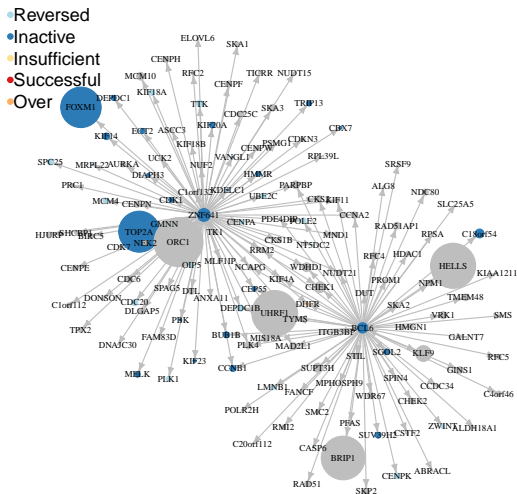 Reversed
Inactive
Insufficient
Successful
Over
ELOVL6
SKA1
CENPH
MCM10
RFC2
TICRR
NUDT15
KIF18A
CENPF
DEPDC1
FOXM1
TTK
CDC25C
SKA3
TRIP13
KIF14
ECT2
ASCC3
KIF20A
CBX7
KIF18B
CENPW
PSMG1
CDKN3
RPL39L
UCK2
VANGL1
SPC25
MRPL22
AURKA
NUF2
SRSF9
DIAPH3
HMMR
PARPBP
ALG8
NDC80
PRC1
KDELC1
UBE2C
MCM4
CENPN
CDK1
C1orf135
KIF11
SLC25A5
ZNF641
CENPA
PDE4DIP
POLE2
CCNA2
RAD51AP1
RPSA
C18orf54
HJURP
SHCBP1
BIRC5
TOP2A
GMNN
TK1
MND1
CDK7
NEK2
ORC1
CKS1B
NT5DC2
RRM2
RFC4
HDAC1
HELLS
CENPE
OIP5
MLF1IP
NCAPG
WDHD1
NUDT21
KIAA1211
CDC6
KIF4A
CHEK1
PROM1
NPM1
C1orf112
DONSON
SPAG5
DTL
CEP55
DUT
TMEM48
CDC20
ANXA11
DEPDC1B
DHFR
SKA2
DLGAP5
UHRF1
TYMS
VRK1
SMS
TPX2
PBK
ITGB3BP
BCL6
HMGN1
DNAJC30
FAM83D
BUB1B
MIS18A
PLK4
MAD2L1
STIL
SGOL2
KLF9
GALNT7
RFC5
KIF23
SUPT3H
GINS1
MELK
PLK1
CCNB1
LMNB1
FANCF
MPHOSPH9
SPIN4
CCDC34
C4orf46
WDR67
CHEK2
POLR2H
SMC2
PFAS
SUV39H2
CSTF2
ZWINT
ALDH18A1
RMI2
C20orf112
CASP6
BRIP1
ABRACL
RAD51
CENPK
SKP2